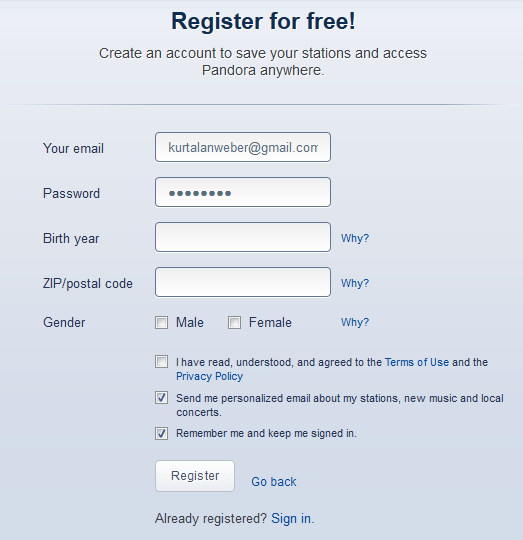 Register for free!
Create an account to save your stations and access
Pandora anywhere.
Your email
kurtalanweber@gmail.com
Password
••••••••
Birth year
Why?
ZIP/postal code
Why?
Gender
Male
Female
Why?
I have read, understood, and agreed to the Terms of Use and the
Privacy Policy
Send me personalized email about my stations, new music and local
concerts.
Remember me and keep me signed in.
Register
Go back
Already registered? Sign in.